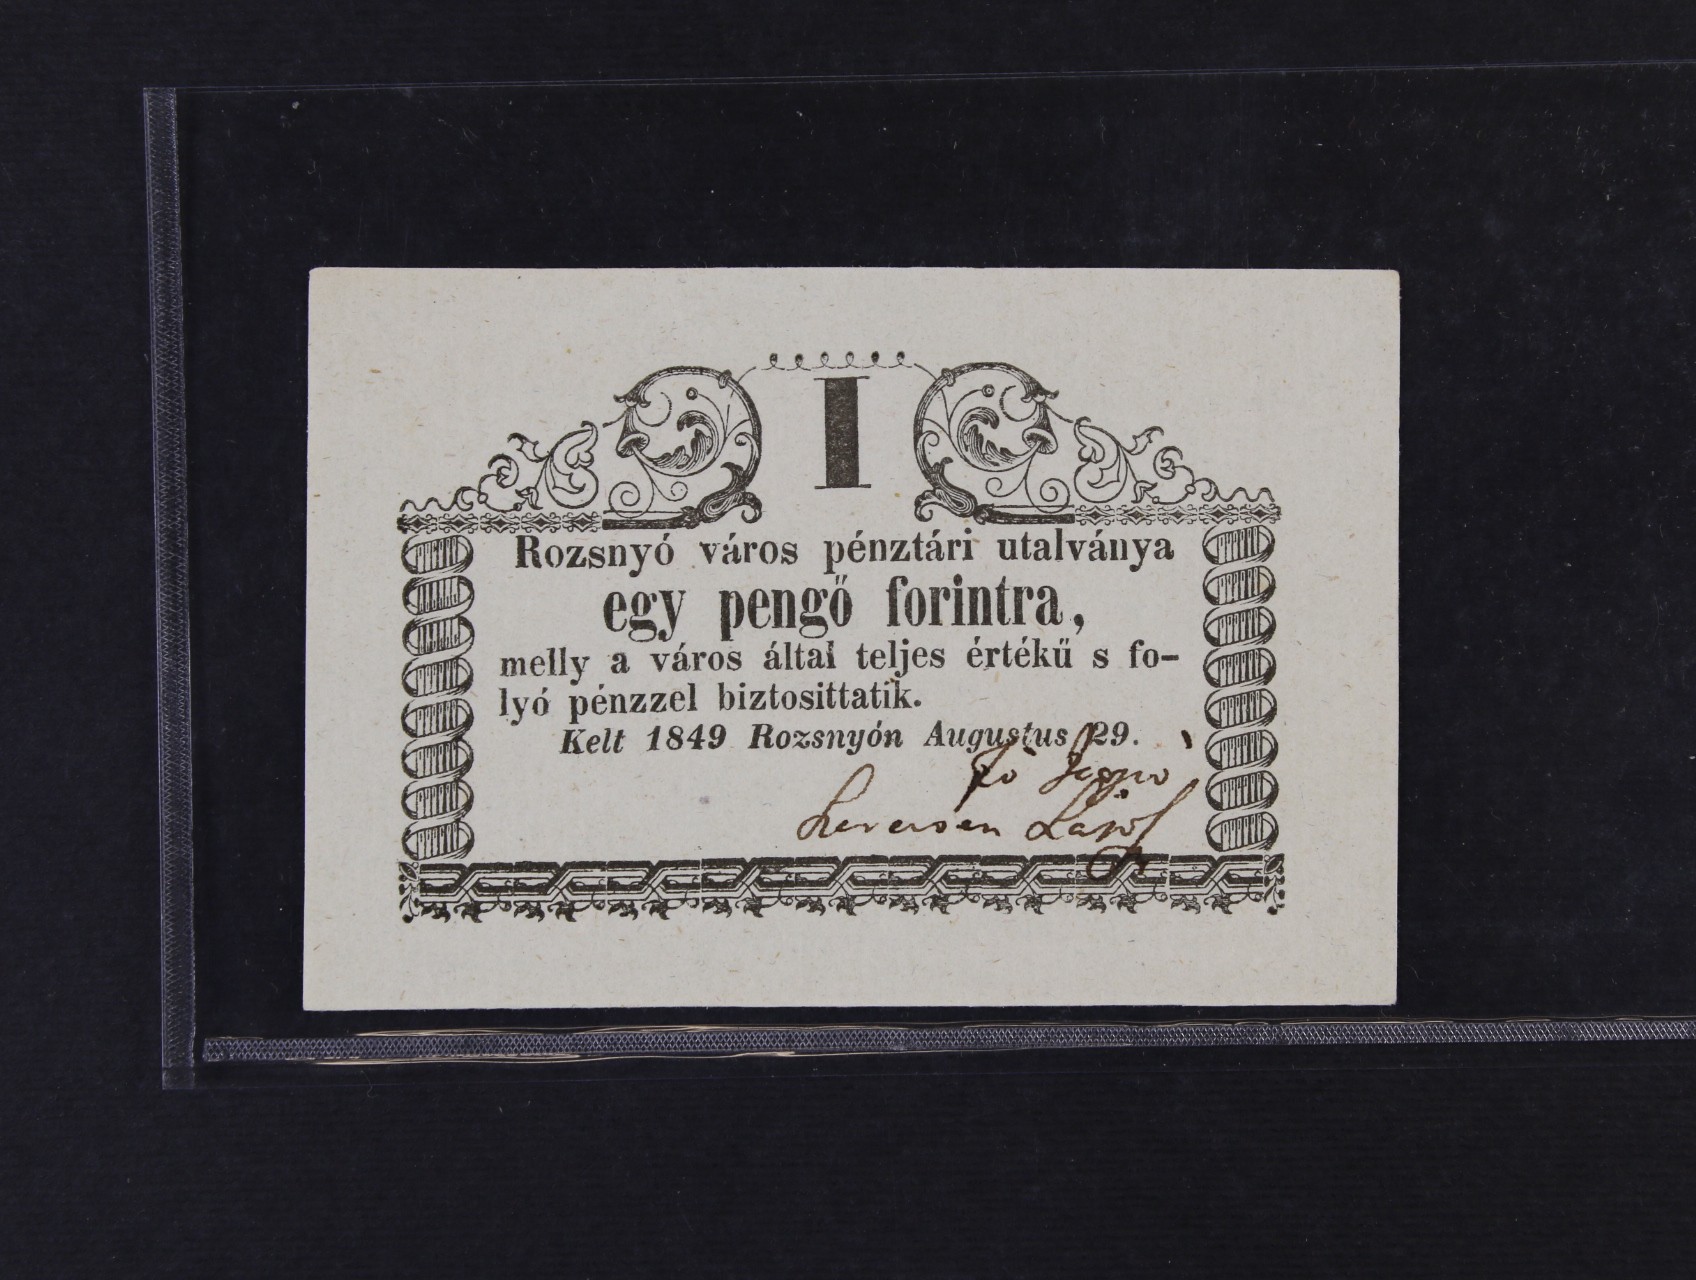 1
Rozsnyó város pénztári utalványa
egy pengő forintra,
melly a város által teljes értékű s fo-
lyó pénzzel biztosittatik.
Kelt 1849 Rozsnyón Augustus 29.